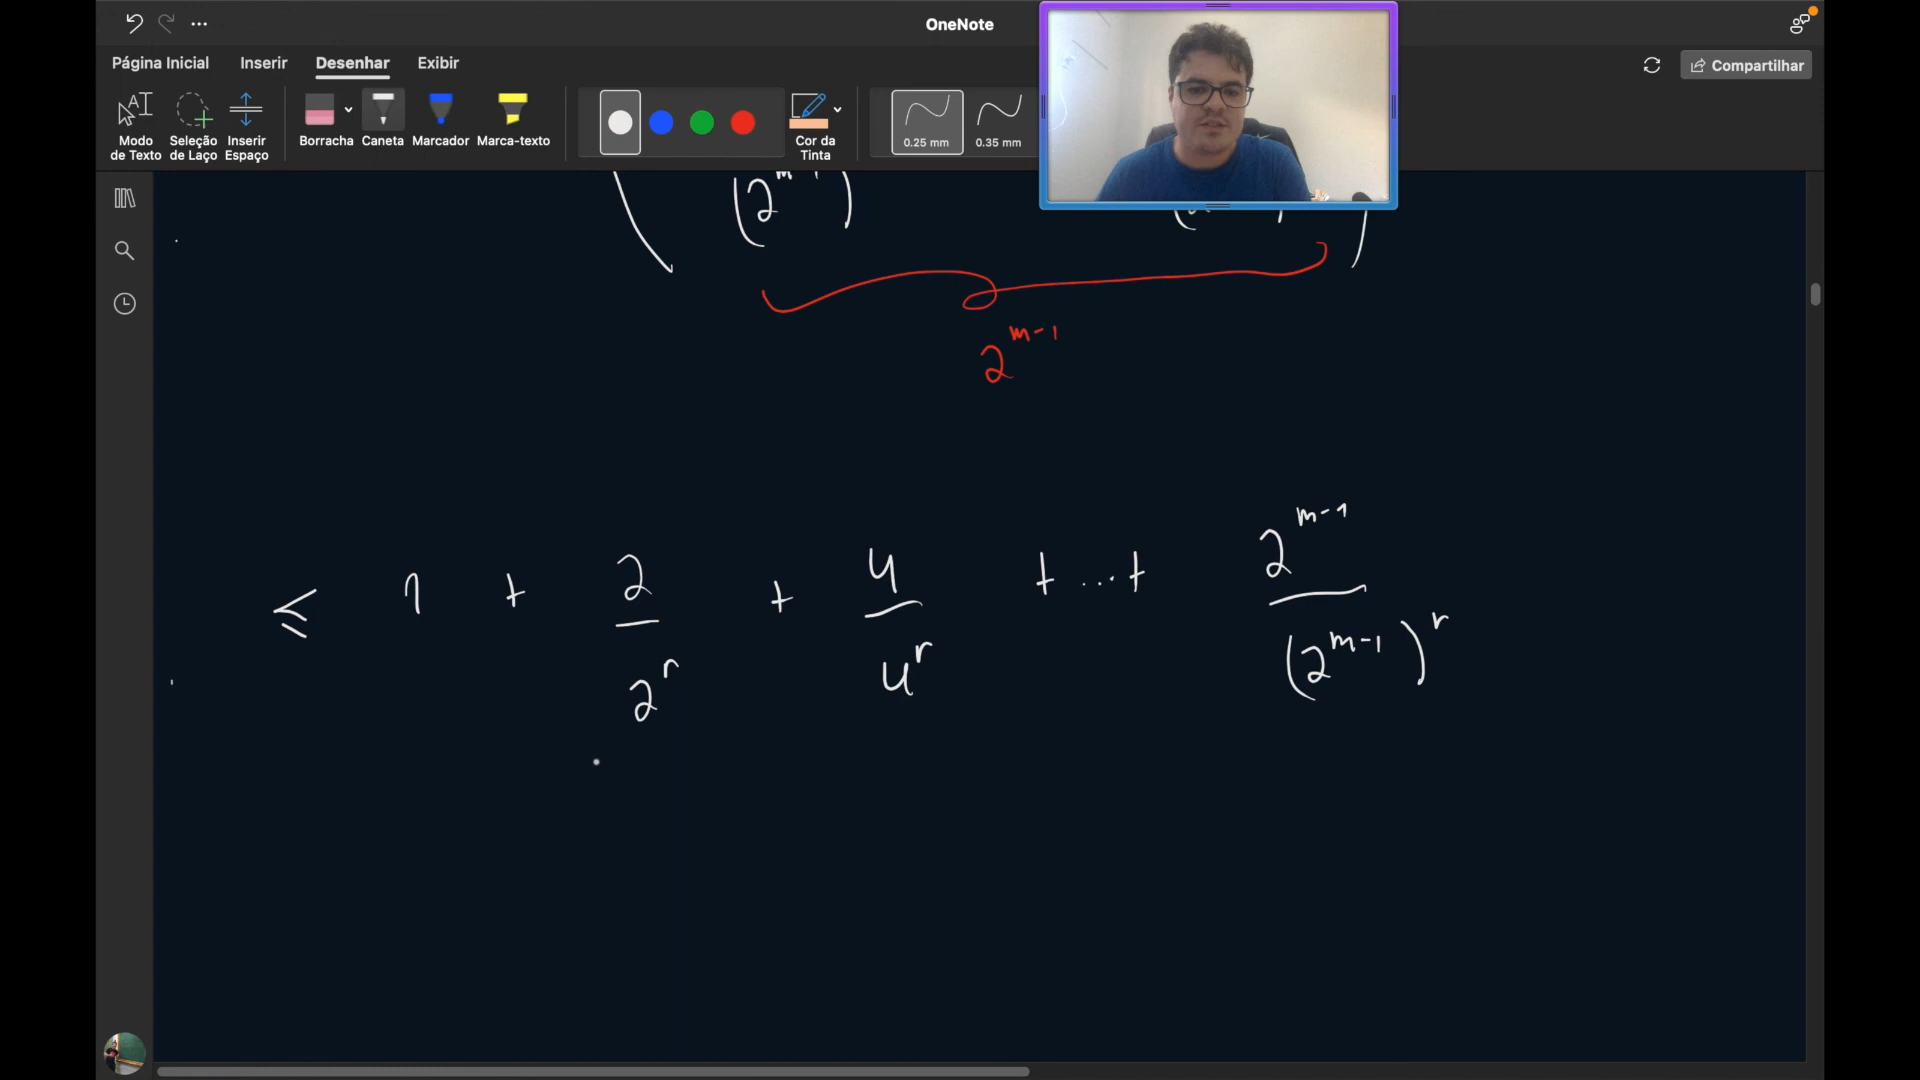 OneNote
Página Inicial Inserir Desenhar Exibir
Compartilhar
Modo de Texto
Seleção de Laço
Inserir Espaço
Borracha
Caneta
Marcador
Marca-texto
Cor da Tinta
0.25 mm
0.35 mm
(2^{m-1})
2^{m-1}
≤ 1 + 2/2^r + 4/4^r + ... + 2^{m-1}/(2^{m-1})^r